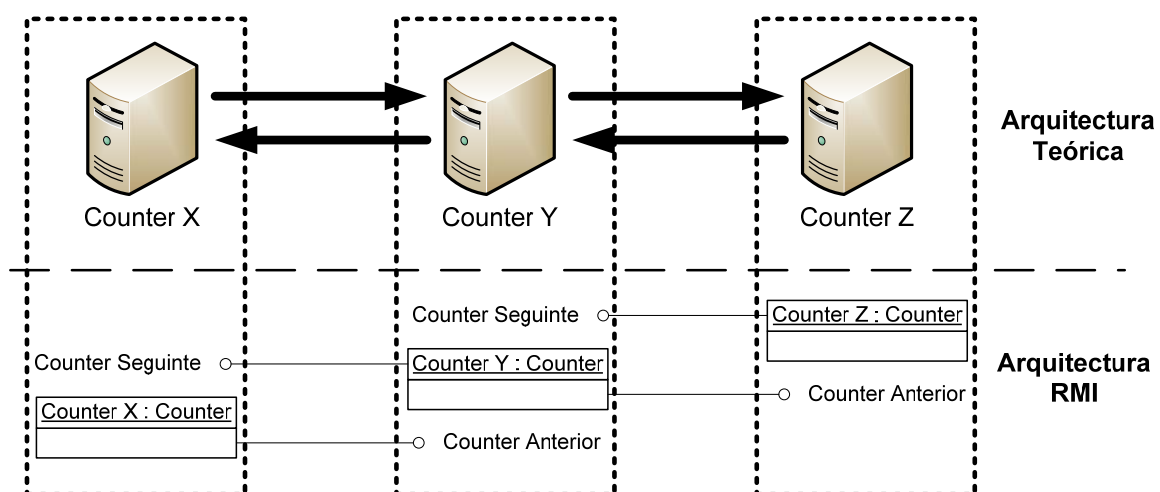 Arquitectura
Teórica
Counter X
Counter Y
Counter Z
Counter Seguinte
Counter Z : Counter
Counter Seguinte
Counter Y : Counter
Arquitectura
RMI
Counter Anterior
Counter X : Counter
Counter Anterior